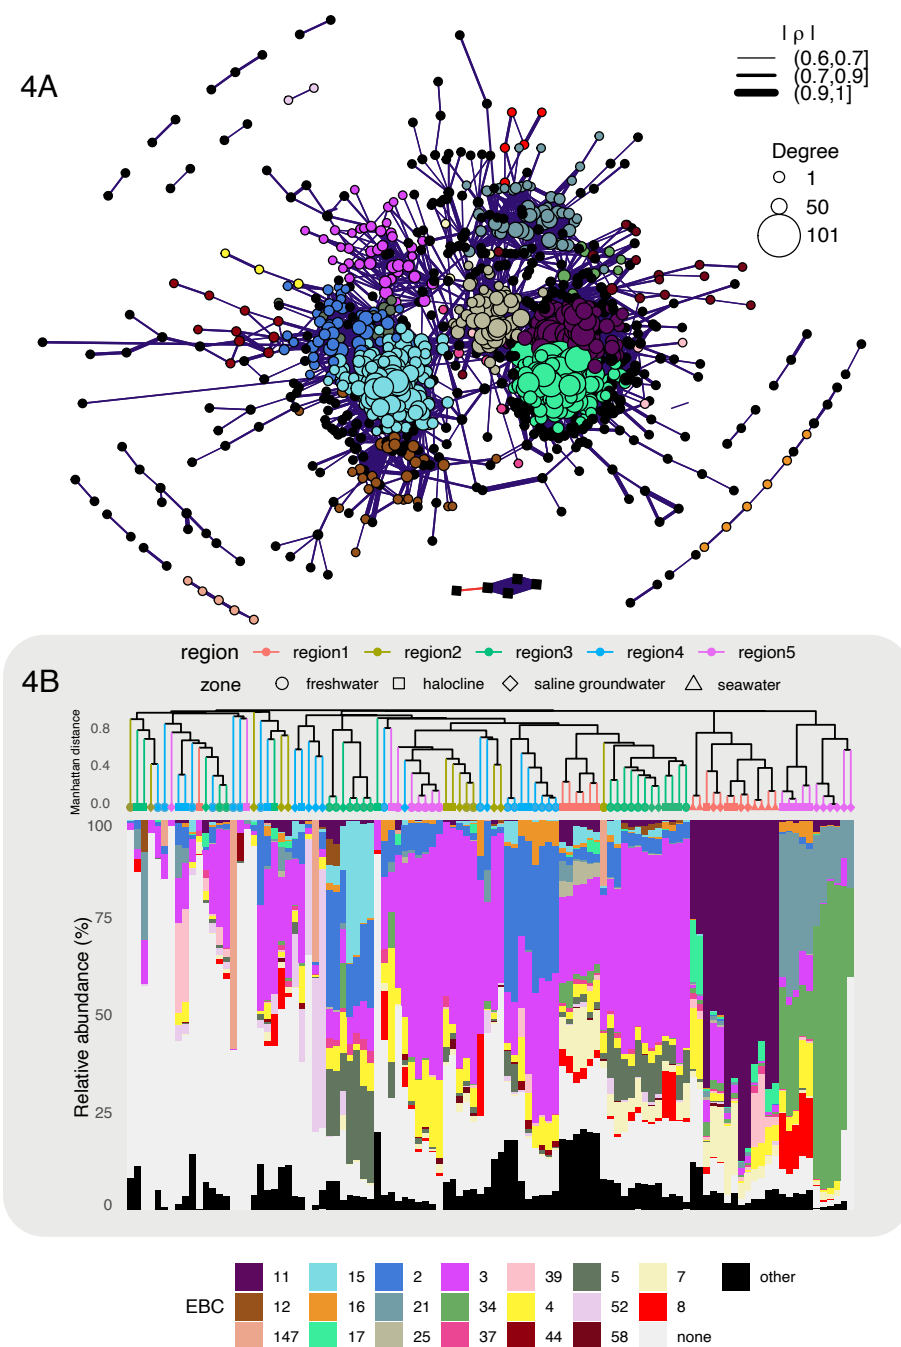 4A
| ρ |
(0.6,0.7]
(0.7,0.9]
(0.9,1]
Degree
1
50
101
region region1 region2 region3 region4 region5
4B
zone freshwater halocline saline groundwater seawater
Manhattan distance
0.8
0.4
0.0
Relative abundance (%)
100
75
50
25
0
EBC
11 15 2 3 39 5 7 other
12 16 21 34 4 52 8
147 17 25 37 44 58 none